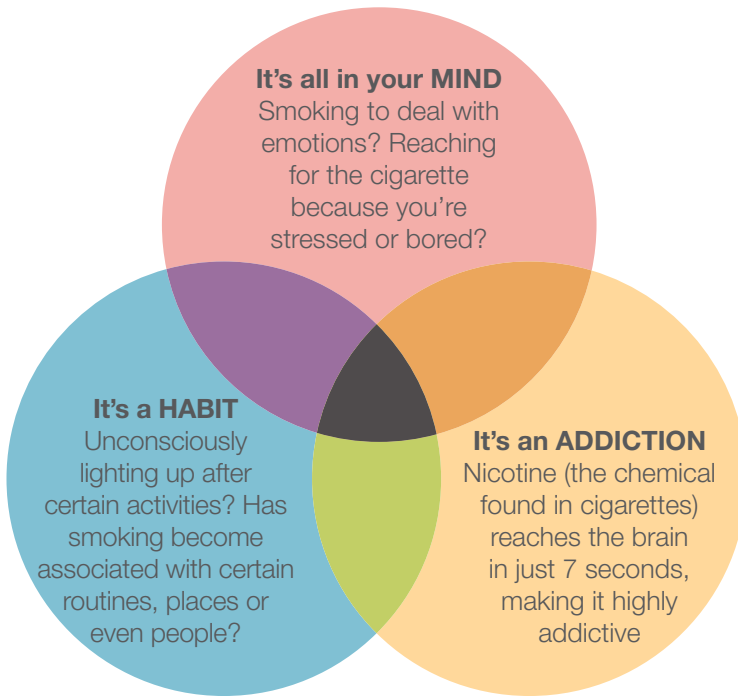 It's all in your MIND
Smoking to deal with
emotions? Reaching
for the cigarette
because you're
stressed or bored?
It's a HABIT
Unconsciously
lighting up after
certain activities? Has
smoking become
associated with certain
routines, places or
even people?
It's an ADDICTION
Nicotine (the chemical
found in cigarettes)
reaches the brain
in just 7 seconds,
making it highly
addictive